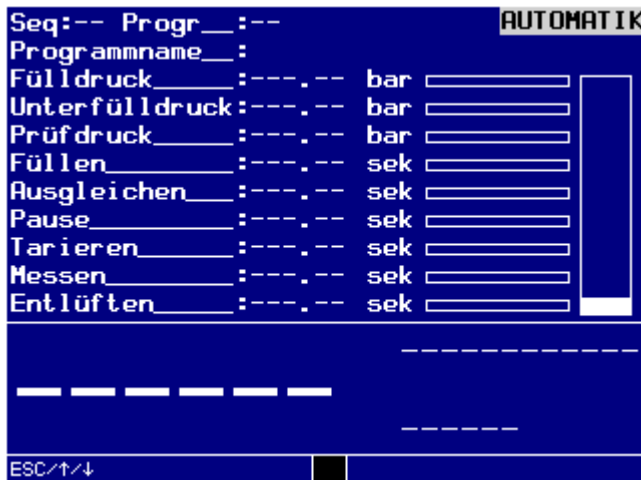 Seq:-- Progr__:-- AUTOMATIK
Programmname__:
Fülldruck_____:---.-- bar
Unterfülldruck:---.-- bar
Prüfdruck_____:---.-- bar
Füllen________:---.-- sek
Ausgleichen___:---.-- sek
Pause_________:---.-- sek
Tarieren______:---.-- sek
Messen________:---.-- sek
Entlüften_____:---.-- sek
------------
------
------
ESC/↑/↓